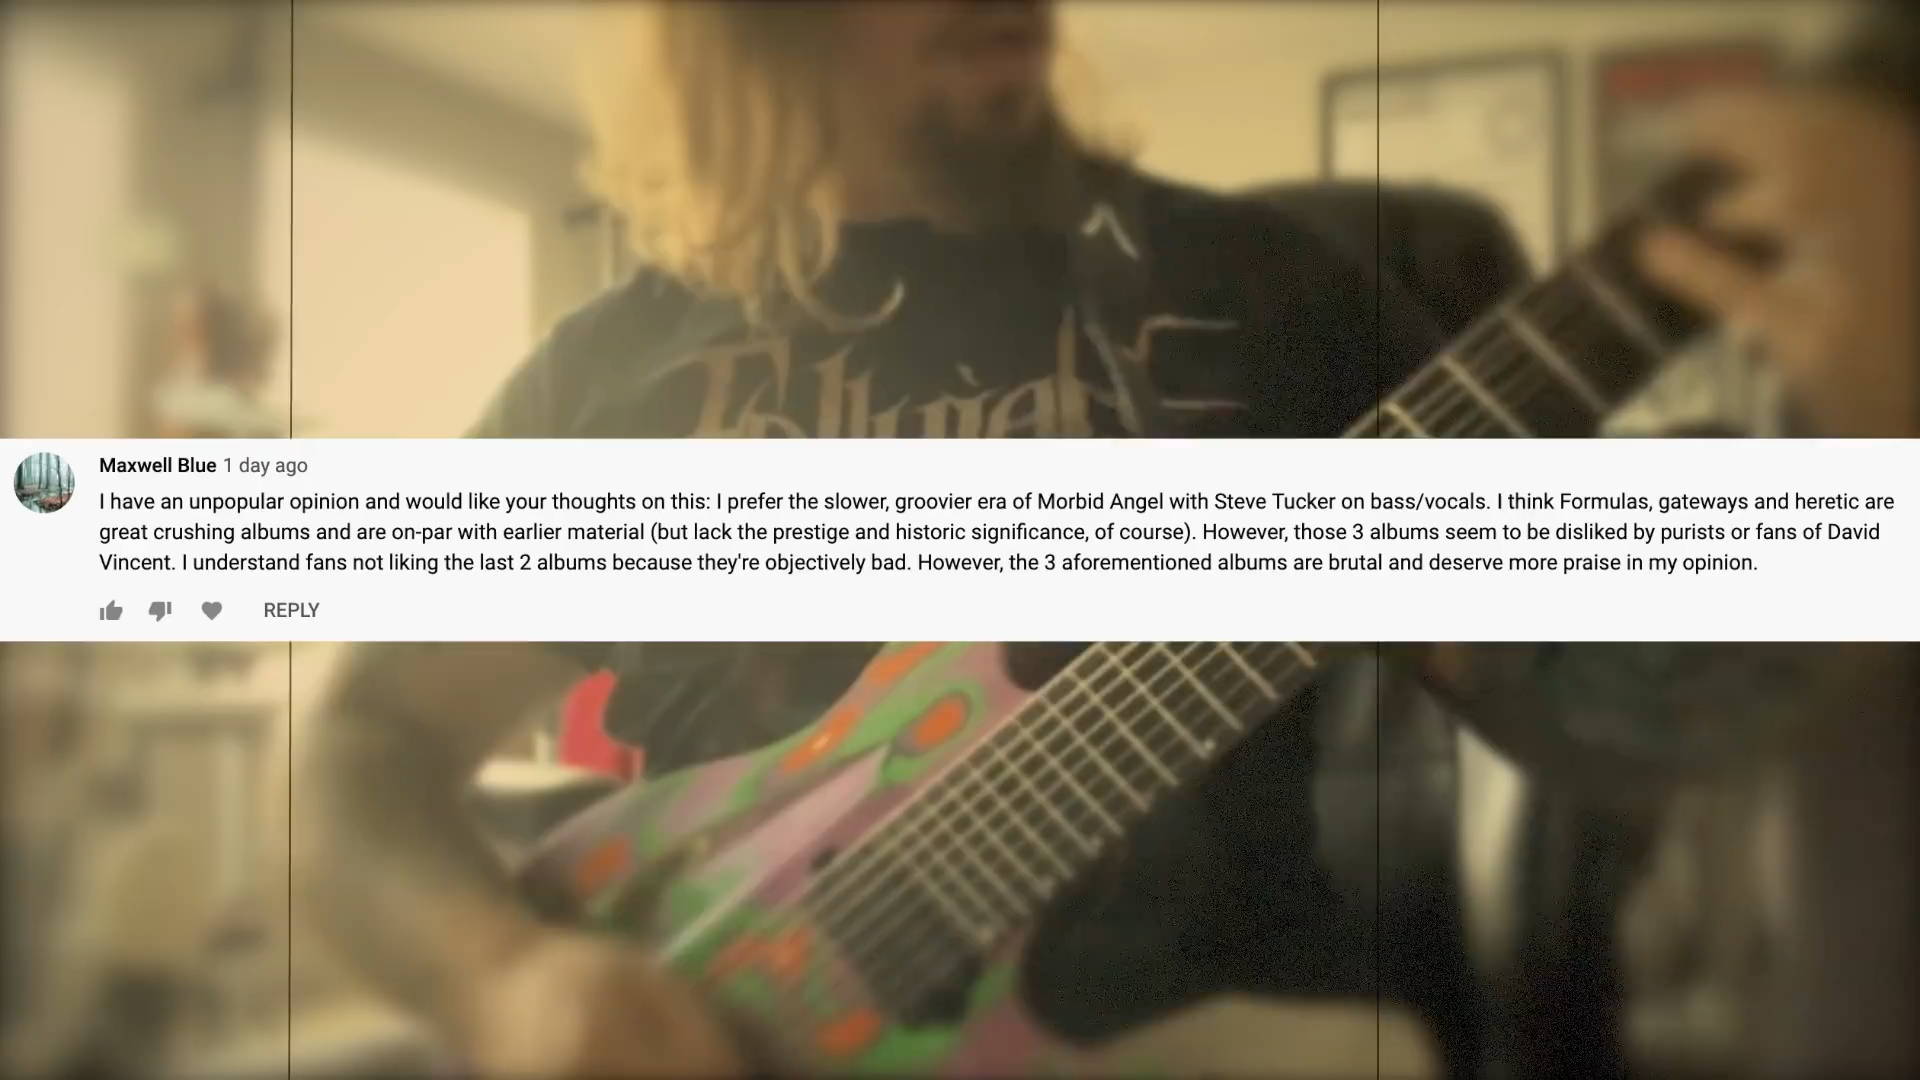 Maxwell Blue 1 day ago
I have an unpopular opinion and would like your thoughts on this: I prefer the slower, groovier era of Morbid Angel with Steve Tucker on bass/vocals. I think Formulas, gateways and heretic are
great crushing albums and are on-par with earlier material (but lack the prestige and historic significance, of course). However, those 3 albums seem to be disliked by purists or fans of David
Vincent. I understand fans not liking the last 2 albums because they're objectively bad. However, the 3 aforementioned albums are brutal and deserve more praise in my opinion.
REPLY